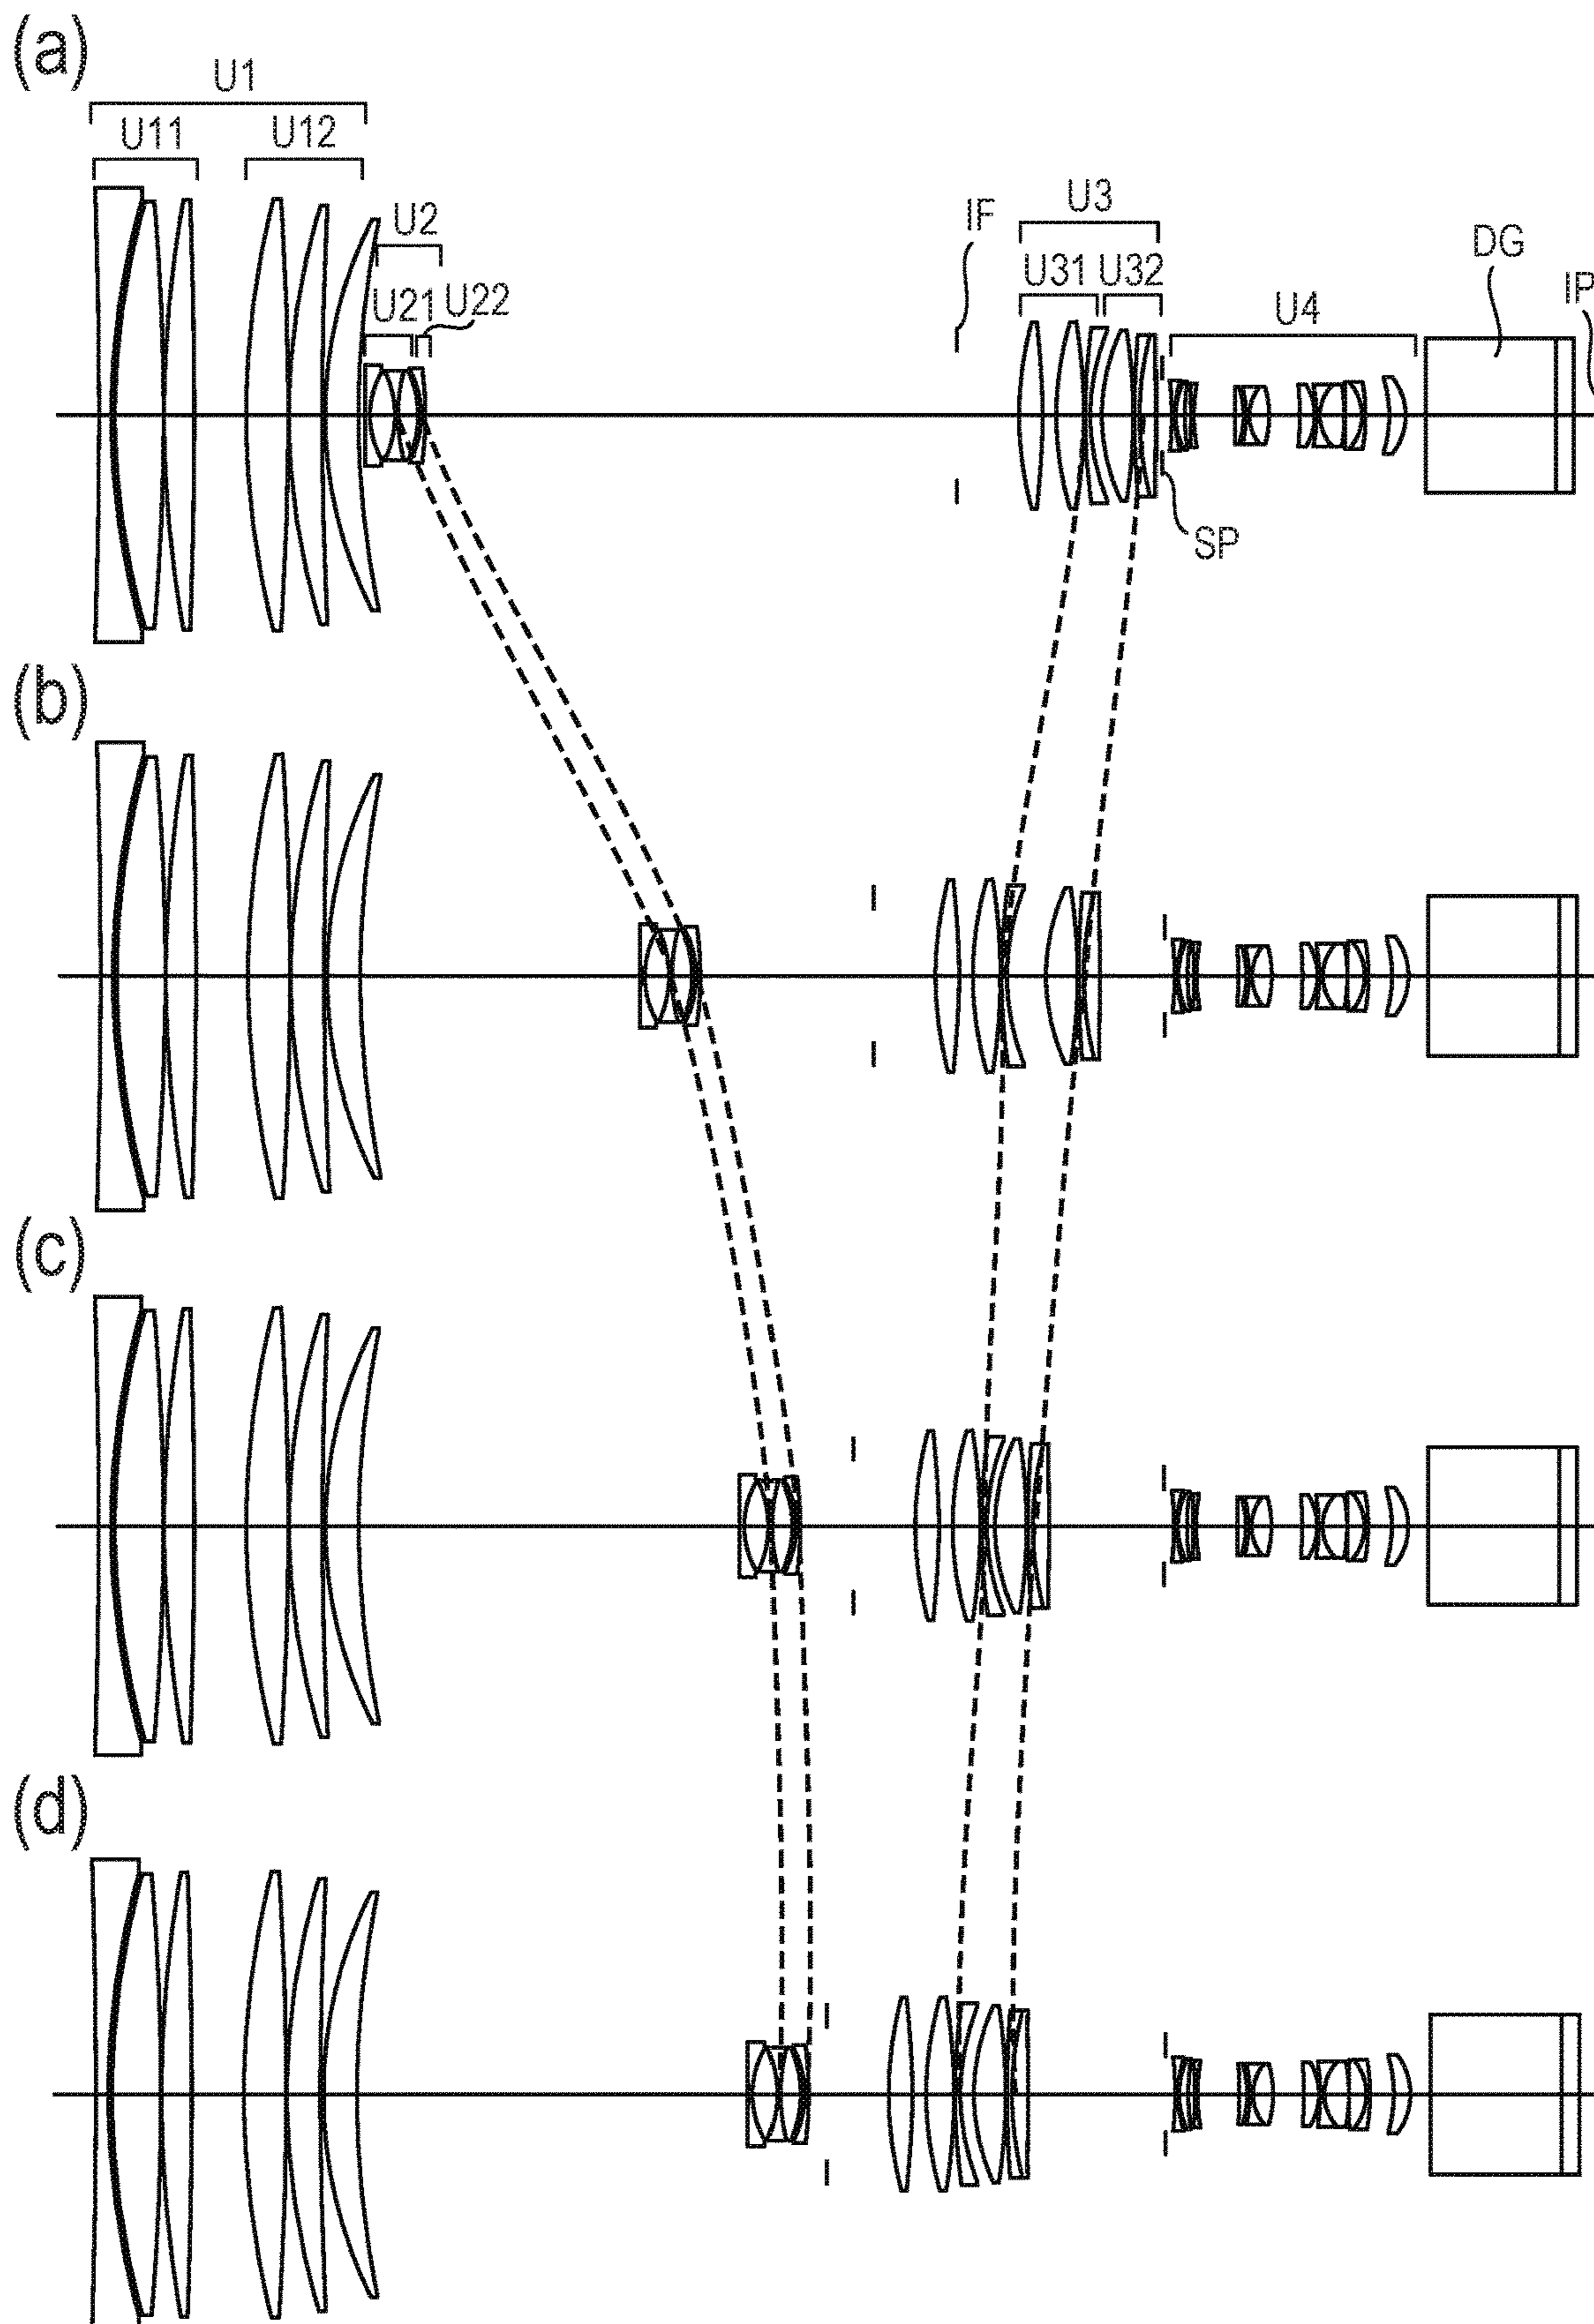 (a)
U1
U11 U12
U2
U21 U22
IF
U3
U31 U32
SP
U4
DG
IP
(b)
(c)
(d)